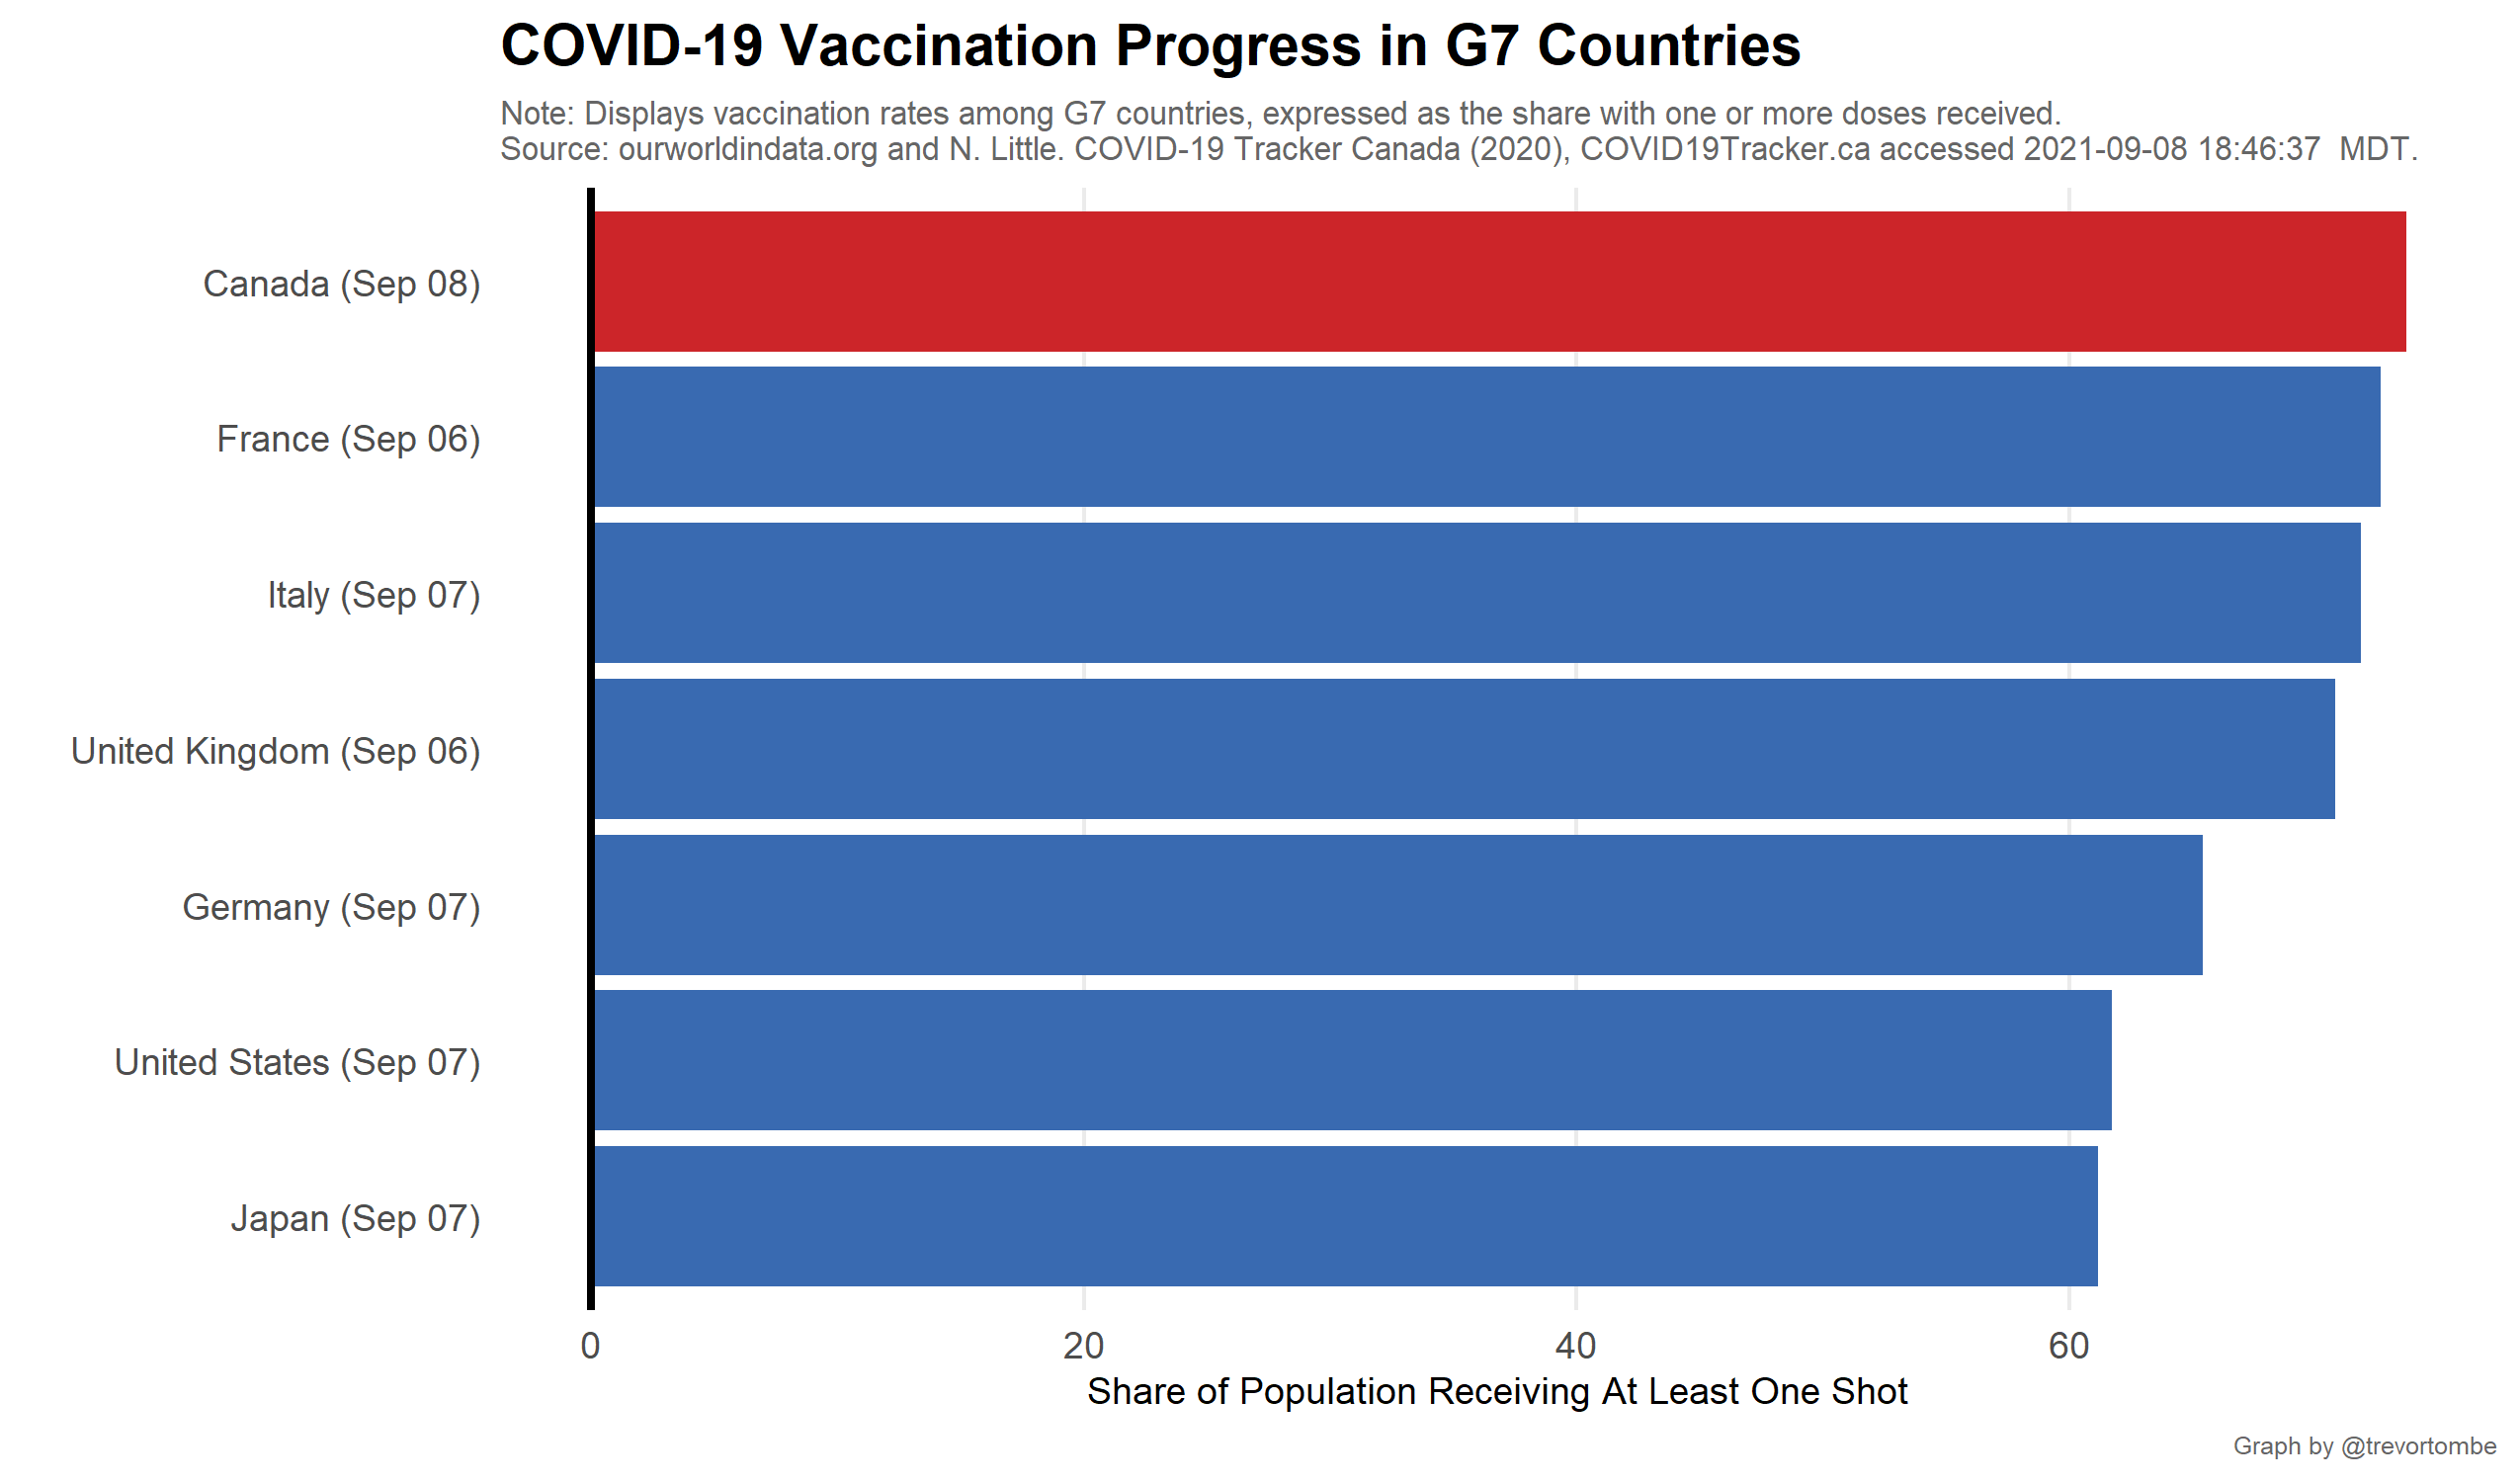 COVID-19 Vaccination Progress in G7 Countries
Note: Displays vaccination rates among G7 countries, expressed as the share with one or more doses received.
Source: ourworldindata.org and N. Little. COVID-19 Tracker Canada (2020), COVID19Tracker.ca accessed 2021-09-08 18:46:37  MDT.
Canada (Sep 08)
France (Sep 06)
Italy (Sep 07)
United Kingdom (Sep 06)
Germany (Sep 07)
United States (Sep 07)
Japan (Sep 07)
0 20 40 60
Share of Population Receiving At Least One Shot
Graph by @trevortombe